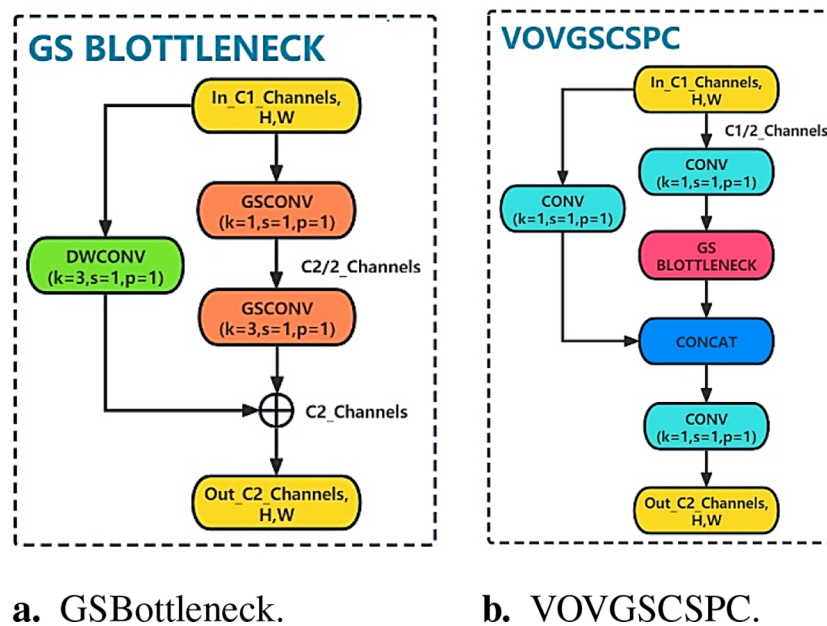 GS BLOTTLENECK
In_C1_Channels,
H,W
GSCONV
(k=1,s=1,p=1)
DWCONV
(k=3,s=1,p=1)
C2/2_Channels
GSCONV
(k=3,s=1,p=1)
C2_Channels
Out_C2_Channels,
H,W
a. GSBottleneck.
VOVGSCSPC
In_C1_Channels,
H,W
C1/2_Channels
CONV
(k=1,s=1,p=1)
CONV
(k=1,s=1,p=1)
GS
BLOTTLENECK
CONCAT
CONV
(k=1,s=1,p=1)
Out_C2_Channels,
H,W
b. VOVGSCSPC.